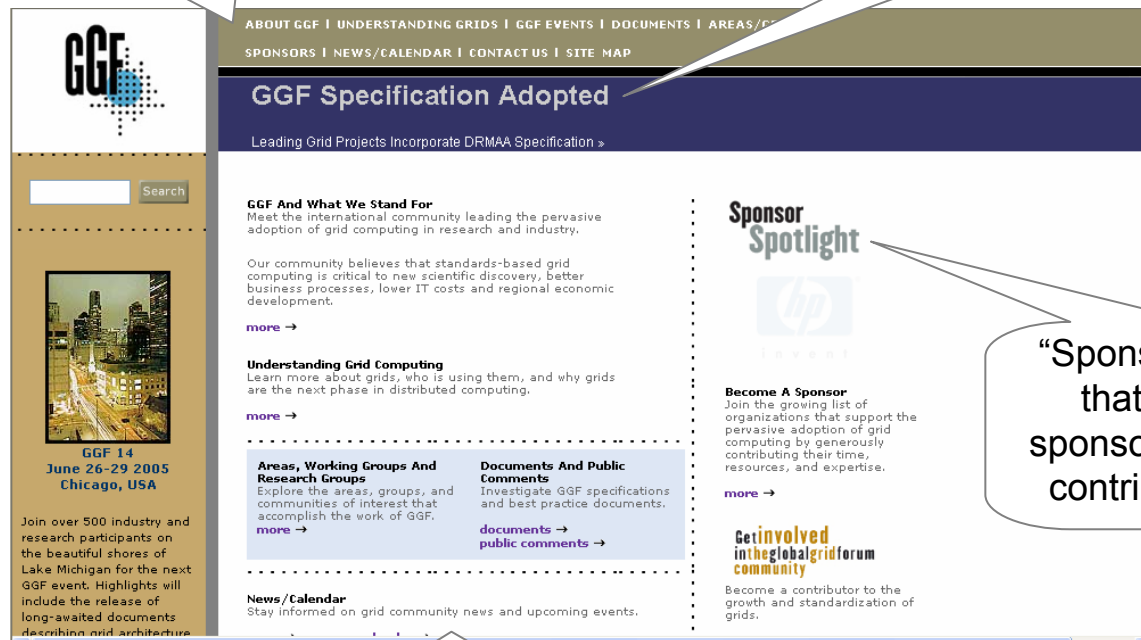 GGF
ABOUT GGF | UNDERSTANDING GRIDS | GGF EVENTS | DOCUMENTS | AREAS/
SPONSORS | NEWS/CALENDAR | CONTACT US | SITE MAP
GGF Specification Adopted
Leading Grid Projects Incorporate DRMAA Specification »
Search
GGF 14
June 26-29 2005
Chicago, USA
Join over 500 industry and
research participants on
the beautiful shores of
Lake Michigan for the next
GGF event. Highlights will
include the release of
long-awaited documents
describing grid architecture
GGF And What We Stand For
Meet the international community leading the pervasive
adoption of grid computing in research and industry.
Our community believes that standards-based grid
computing is critical to new scientific discovery, better
business processes, lower IT costs and regional economic
development.
more →
Understanding Grid Computing
Learn more about grids, who is using them, and why grids
are the next phase in distributed computing.
more →
Areas, Working Groups And
Research Groups
Explore the areas, groups, and
communities of interest that
accomplish the work of GGF.
more →
Documents And Public
Comments
Investigate GGF specifications
and best practice documents.
documents →
public comments →
News/Calendar
Stay informed on grid community news and upcoming events.
Sponsor
Spotlight
hp
invent
Become A Sponsor
Join the growing list of
organizations that support the
pervasive adoption of grid
computing by generously
contributing their time,
resources, and expertise.
more →
Getinvolved
intheglobalgridforum
community
Become a contributor to the
growth and standardization of
grids.
“Spons
that
sponso
contri